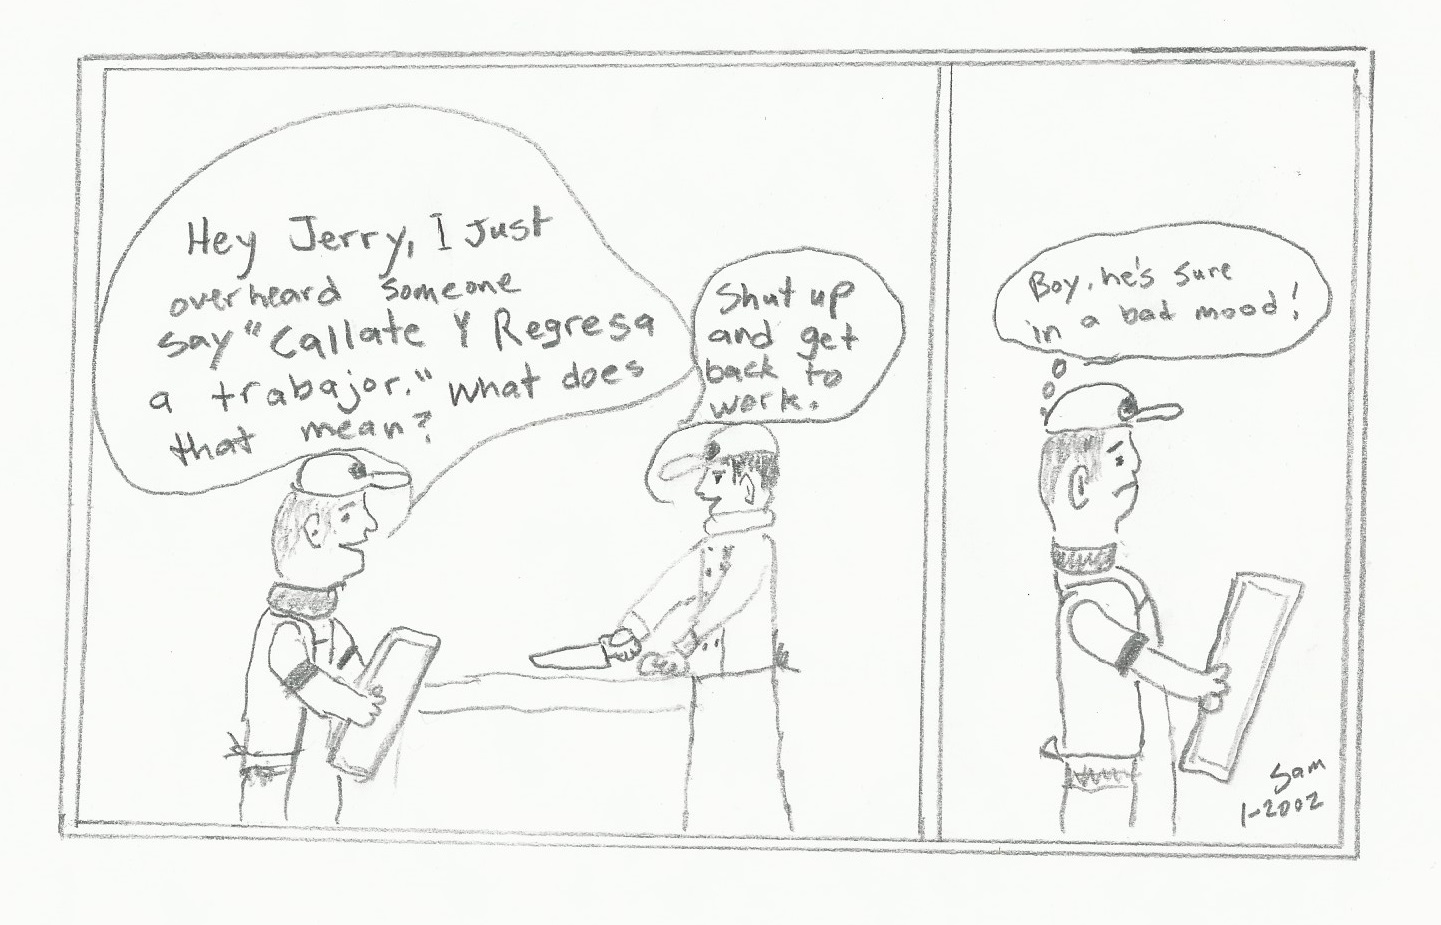 Hey Jerry, I Just
overheard someone
say "Callate Y Regresa
a trabajor." What does
that mean?
Shut up
and get
back to
work.
Boy, he's sure
in a bad mood!
Sam
1-2002